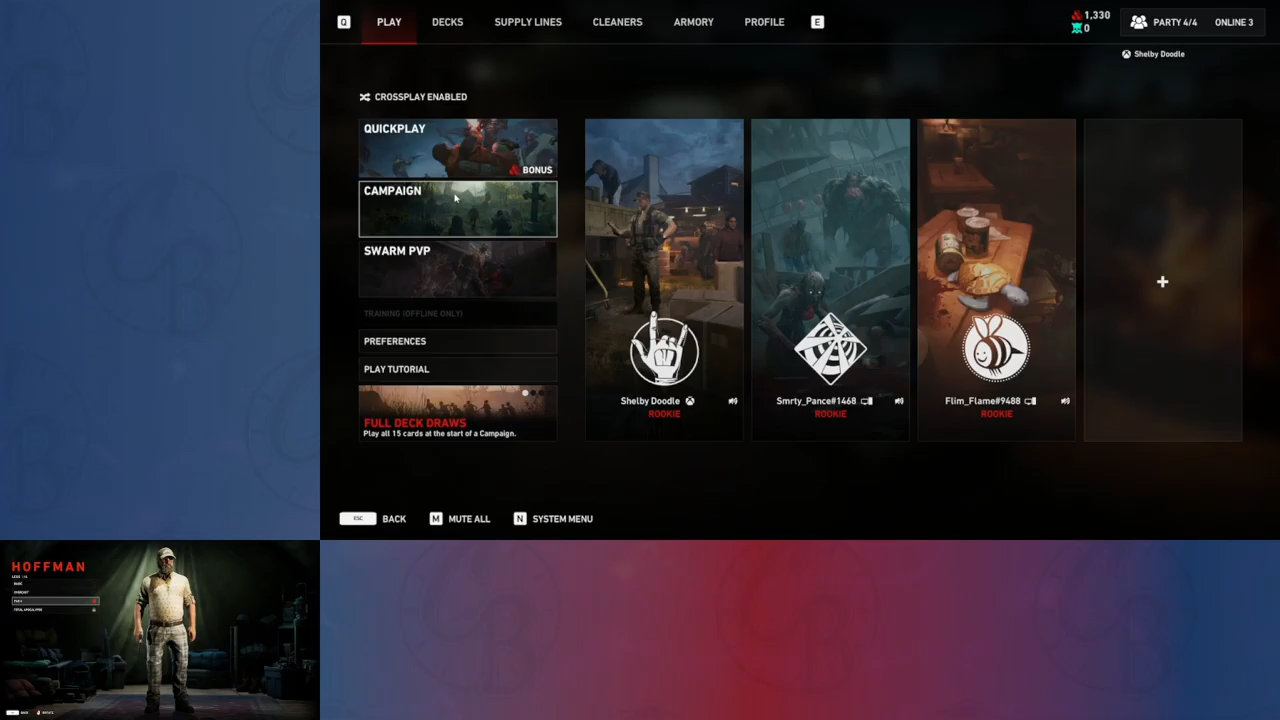 Q PLAY DECKS SUPPLY LINES CLEANERS ARMORY PROFILE E
1,330
0
PARTY 4/4 ONLINE 3
Shelby Doodle
CROSSPLAY ENABLED
QUICKPLAY
BONUS
CAMPAIGN
SWARM PVP
TRAINING (OFFLINE ONLY)
PREFERENCES
PLAY TUTORIAL
FULL DECK DRAWS
Play all 15 cards at the start of a Campaign.
Shelby Doodle
ROOKIE
Smrty_Pance#1468
ROOKIE
Flim_Flame#9488
ROOKIE
+
ESC BACK M MUTE ALL N SYSTEM MENU
HOFFMAN
TOTAL APOCALYPSE
BACK